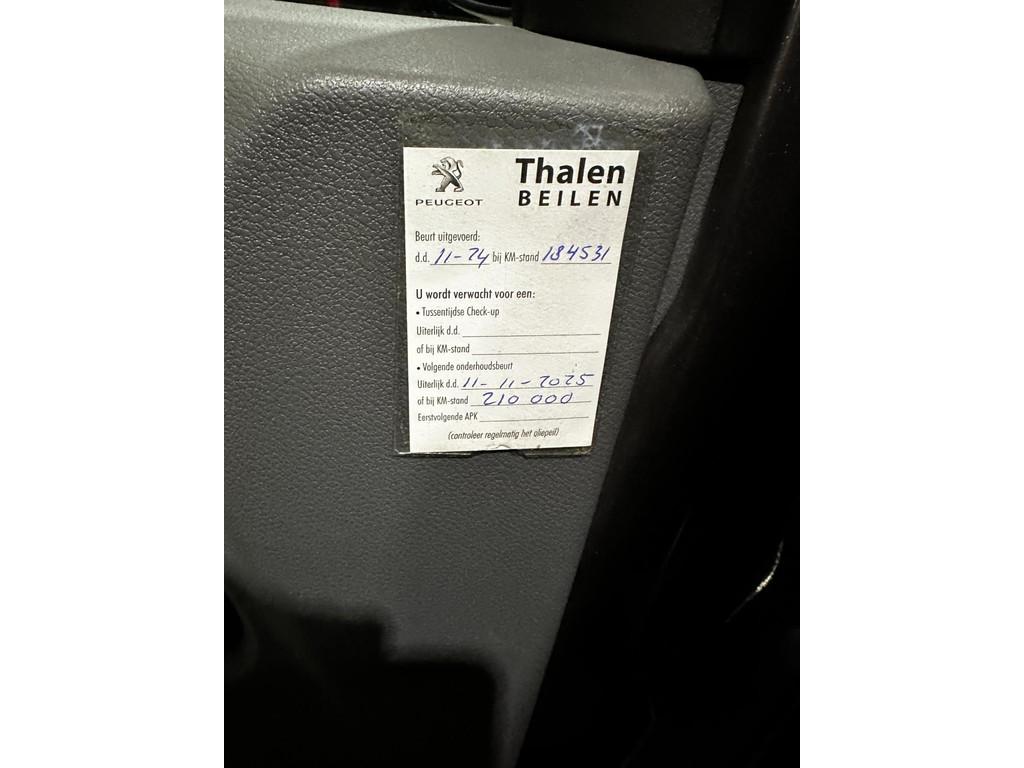 Thalen
BEILEN
PEUGEOT
Beurt uitgevoerd:
d.d. 11-24 bij KM-stand 184531
U wordt verwacht voor een:
• Tussentijdse Check-up
Uiterlijk d.d.
of bij KM-stand
• Volgende onderhoudsbeurt
Uiterlijk d.d. 11-11-2025
of bij KM-stand 210 000
Eerstvolgende APK
(controleer regelmatig het oliepeil)